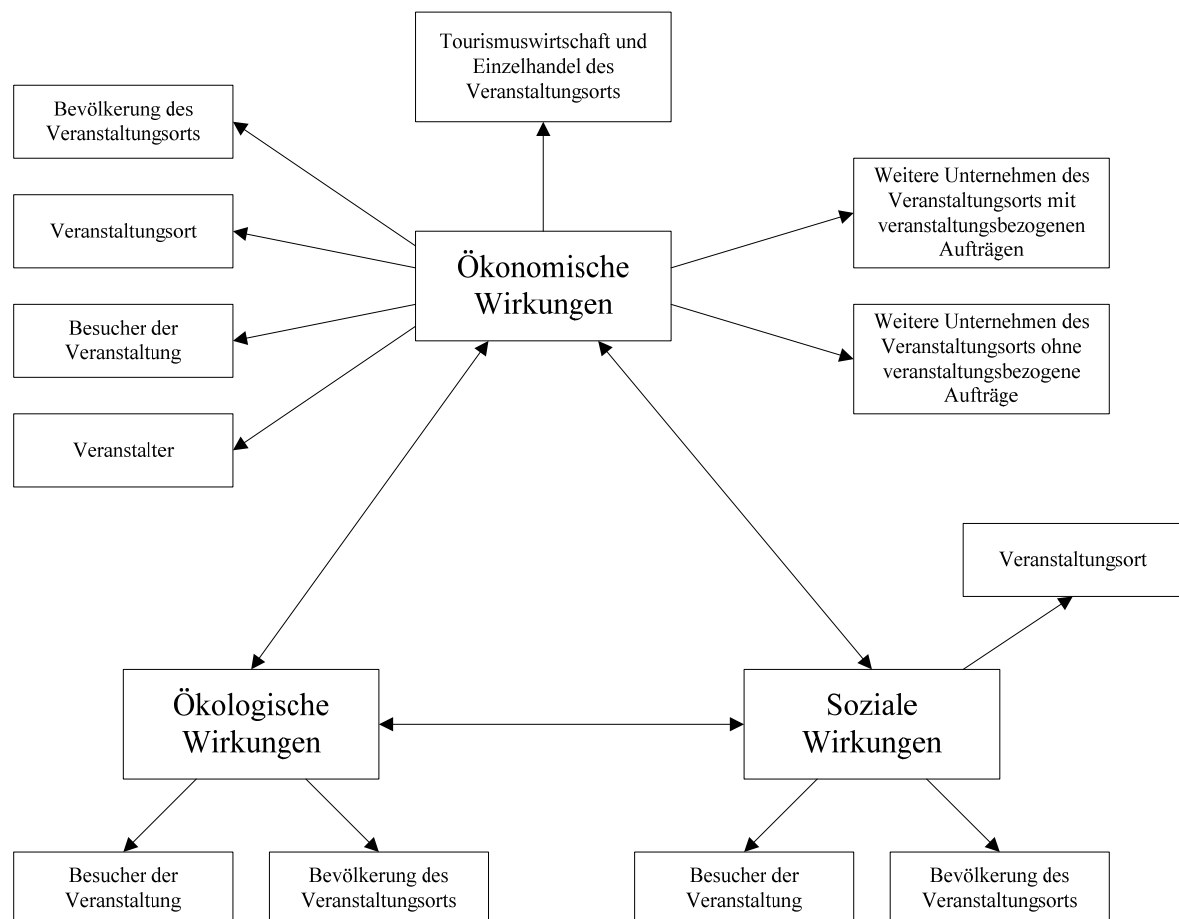 Tourismuswirtschaft und
Einzelhandel des
Veranstaltungsorts
Bevölkerung des
Veranstaltungsorts
Veranstaltungsort
Besucher der
Veranstaltung
Veranstalter
Ökonomische
Wirkungen
Weitere Unternehmen des
Veranstaltungsorts mit
veranstaltungsbezogenen
Aufträgen
Weitere Unternehmen des
Veranstaltungsorts ohne
veranstaltungsbezogene
Aufträge
Veranstaltungsort
Ökologische
Wirkungen
Soziale
Wirkungen
Besucher der
Veranstaltung
Bevölkerung des
Veranstaltungsorts
Besucher der
Veranstaltung
Bevölkerung des
Veranstaltungsorts